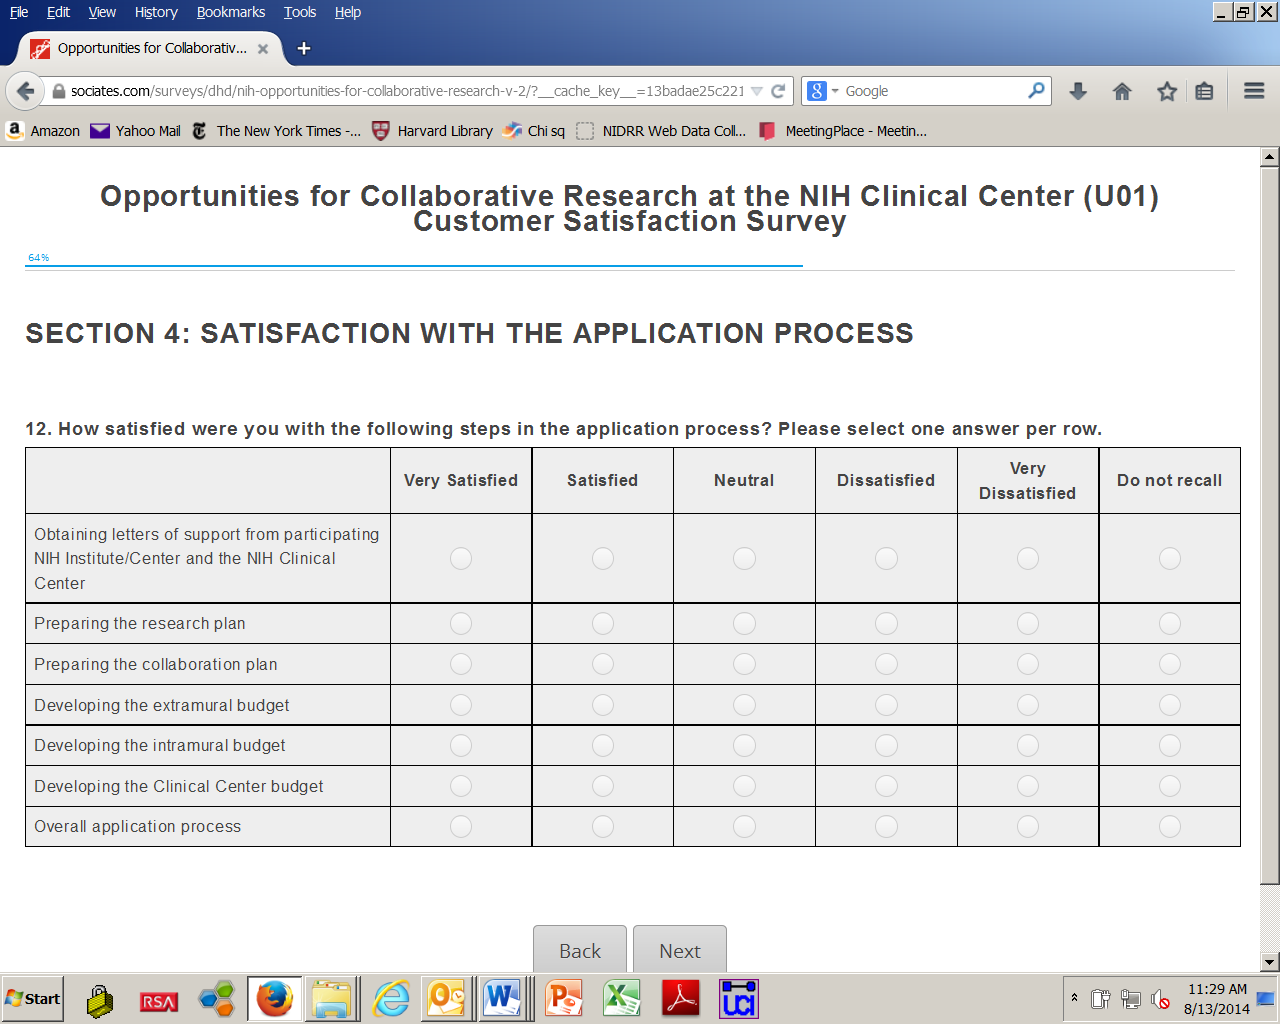 File Edit View History Bookmarks Tools Help
Opportunities for Collaborativ...
sociates.com/surveys/dhd/nih-opportunities-for-collaborative-research-v-2/?__cache_key__=13badae25c221
Google
Amazon Yahoo Mail The New York Times -... Harvard Library Chi sq NIDRR Web Data Coll... MeetingPlace - Meetin...
Opportunities for Collaborative Research at the NIH Clinical Center (U01)
Customer Satisfaction Survey
64%
SECTION 4: SATISFACTION WITH THE APPLICATION PROCESS
12. How satisfied were you with the following steps in the application process? Please select one answer per row.
Very Satisfied Satisfied Neutral Dissatisfied Very Dissatisfied Do not recall
Obtaining letters of support from participating
NIH Institute/Center and the NIH Clinical
Center
Preparing the research plan
Preparing the collaboration plan
Developing the extramural budget
Developing the intramural budget
Developing the Clinical Center budget
Overall application process
Back Next
Start RSA UCI
11:29 AM
8/13/2014